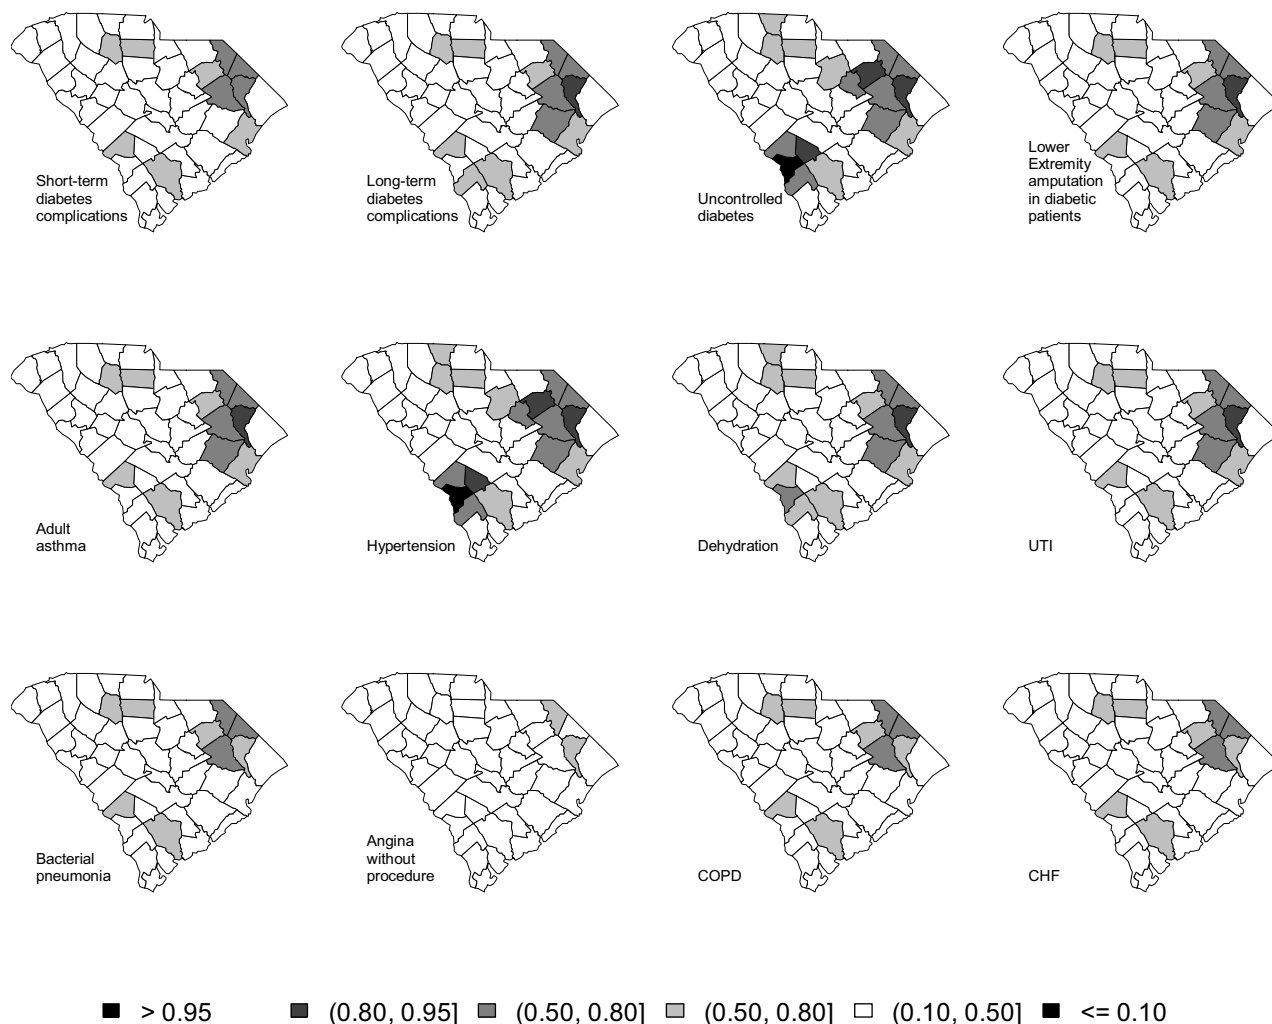 Short-term
diabetes
complications
Long-term
diabetes
complications
Uncontrolled
diabetes
Lower
Extremity
amputation
in diabetic
patients
Adult
asthma
Hypertension
Dehydration
UTI
Bacterial
pneumonia
Angina
without
procedure
COPD
CHF
> 0.95 (0.80, 0.95] (0.50, 0.80] (0.50, 0.80] (0.10, 0.50] <= 0.10